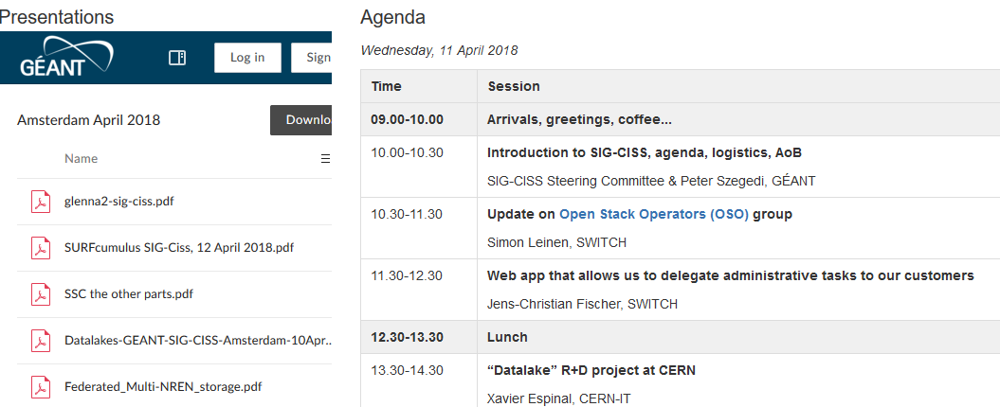 Presentations
GÉANT
Log in
Sign
Amsterdam April 2018
Downlo
Name
glenna2-sig-ciss.pdf
SURFcumulus SIG-Ciss, 12 April 2018.pdf
SSC the other parts.pdf
Datalakes-GEANT-SIG-CISS-Amsterdam-10Apr...
Federated_Multi-NREN_storage.pdf
Agenda
Wednesday, 11 April 2018
Time Session
09.00-10.00 Arrivals, greetings, coffee...
10.00-10.30 Introduction to SIG-CISS, agenda, logistics, AoB
SIG-CISS Steering Committee & Peter Szegedi, GÉANT
10.30-11.30 Update on Open Stack Operators (OSO) group
Simon Leinen, SWITCH
11.30-12.30 Web app that allows us to delegate administrative tasks to our customers
Jens-Christian Fischer, SWITCH
12.30-13.30 Lunch
13.30-14.30 “Datalake” R+D project at CERN
Xavier Espinal, CERN-IT